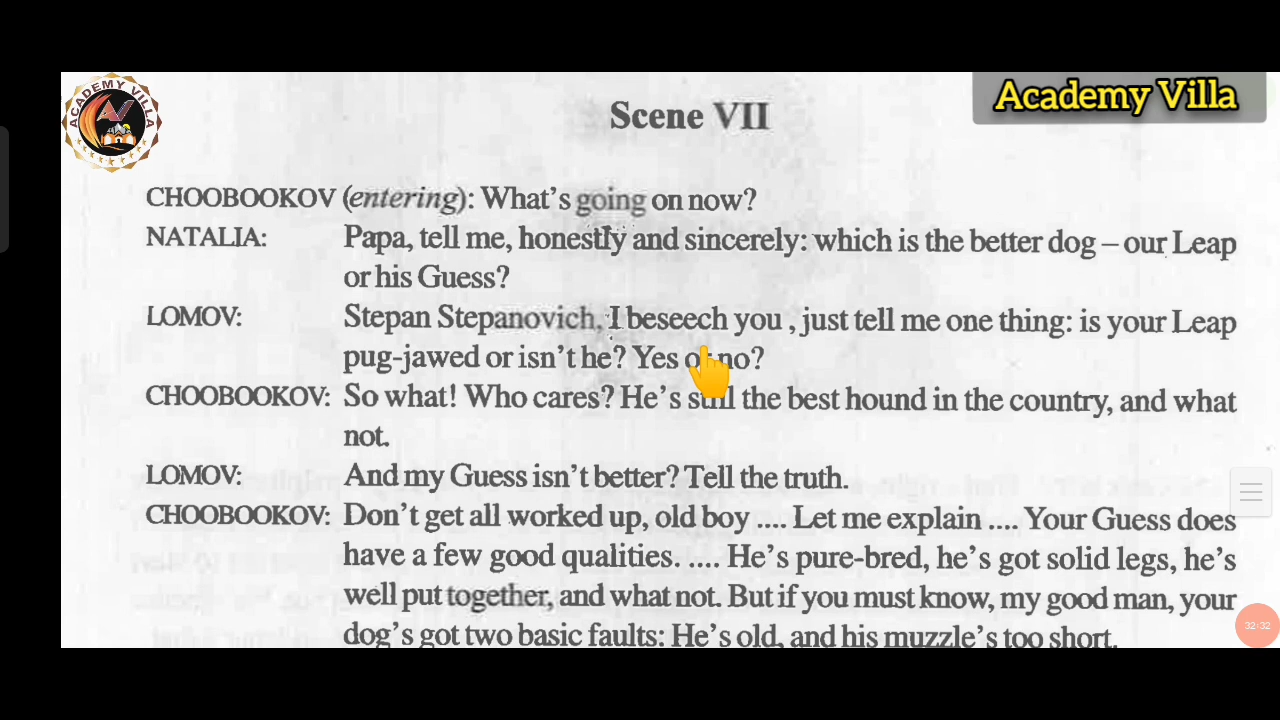 ACADEMY VILLA
AV
Academy Villa
Scene VII
CHOOBOOKOV (entering): What's going on now?
NATALIA: Papa, tell me, honestly and sincerely: which is the better dog – our Leap
or his Guess?
LOMOV: Stepan Stepanovich, I beseech you , just tell me one thing: is your Leap
pug-jawed or isn't he? Yes or no?
CHOOBOOKOV: So what! Who cares? He's still the best hound in the country, and what
not.
LOMOV: And my Guess isn't better? Tell the truth.
CHOOBOOKOV: Don't get all worked up, old boy .... Let me explain..... Your Guess does
have a few good qualities. .... He's pure-bred, he's got solid legs, he's
well put together, and what not. But if you must know, my good man, your
dog's got two basic faults: He's old, and his muzzle's too short.
32:32